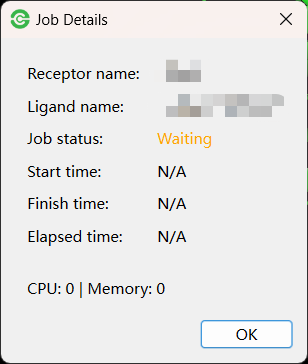 Job Details
Receptor name:
Ligand name:
Job status: Waiting
Start time: N/A
Finish time: N/A
Elapsed time: N/A
CPU: 0 | Memory: 0
OK